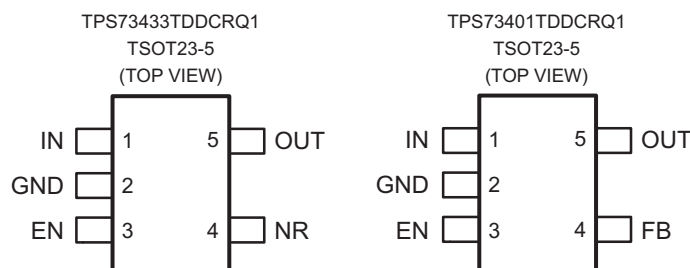 TPS73433TDDCRQ1
TSOT23-5
(TOP VIEW)
IN 1 5 OUT
GND 2
EN 3 4 NR
TPS73401TDDCRQ1
TSOT23-5
(TOP VIEW)
IN 1 5 OUT
GND 2
EN 3 4 FB